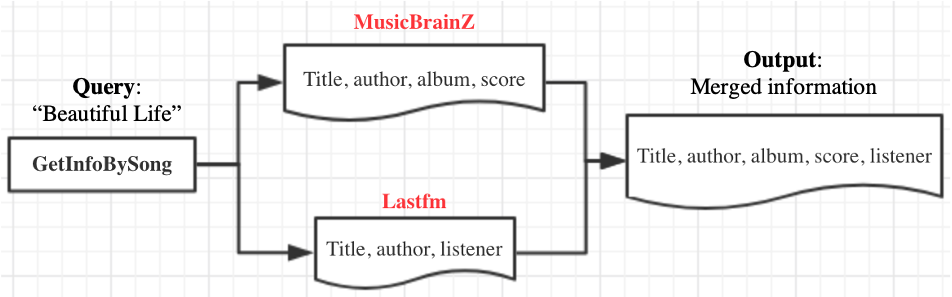 Query:
“Beautiful Life”
GetInfoBySong
MusicBrainZ
Title, author, album, score
Lastfm
Title, author, listener
Output:
Merged information
Title, author, album, score, listener